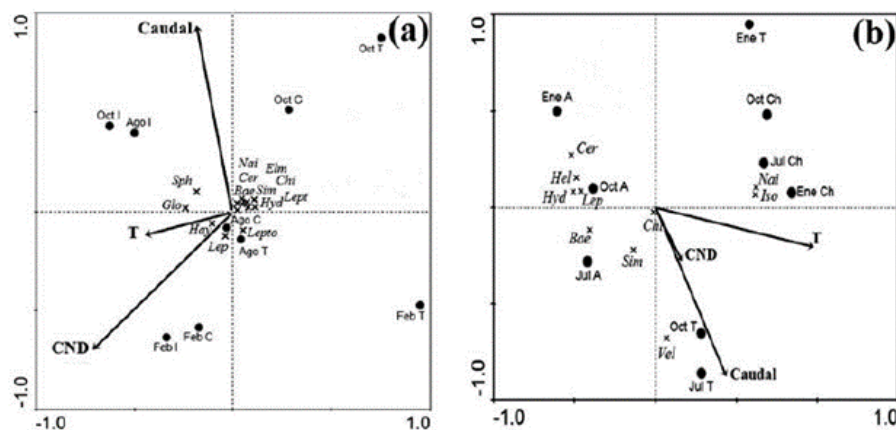 (a)
Caudal
Oct T
Oct C
Oct I
Ago I
Nai
Elm
Cer
Chi
Sph
Bae
Sim
Lept
Glo
Hyd
Ago C
T
Hay
Lepto
Lep
Ago T
CND
Feb I
Feb C
Feb T
1.0
-1.0
-1.0
1.0
(b)
Ene T
Ene A
Oct Ch
Cer
Jul Ch
Hel
Oct A
Nai
Hyd
Lep
Iso
Ene Ch
Chi
Bae
T
Sim
CND
Jul A
Oct T
Vel
Jul T
Caudal
1.0
-1.0
-1.0
1.0